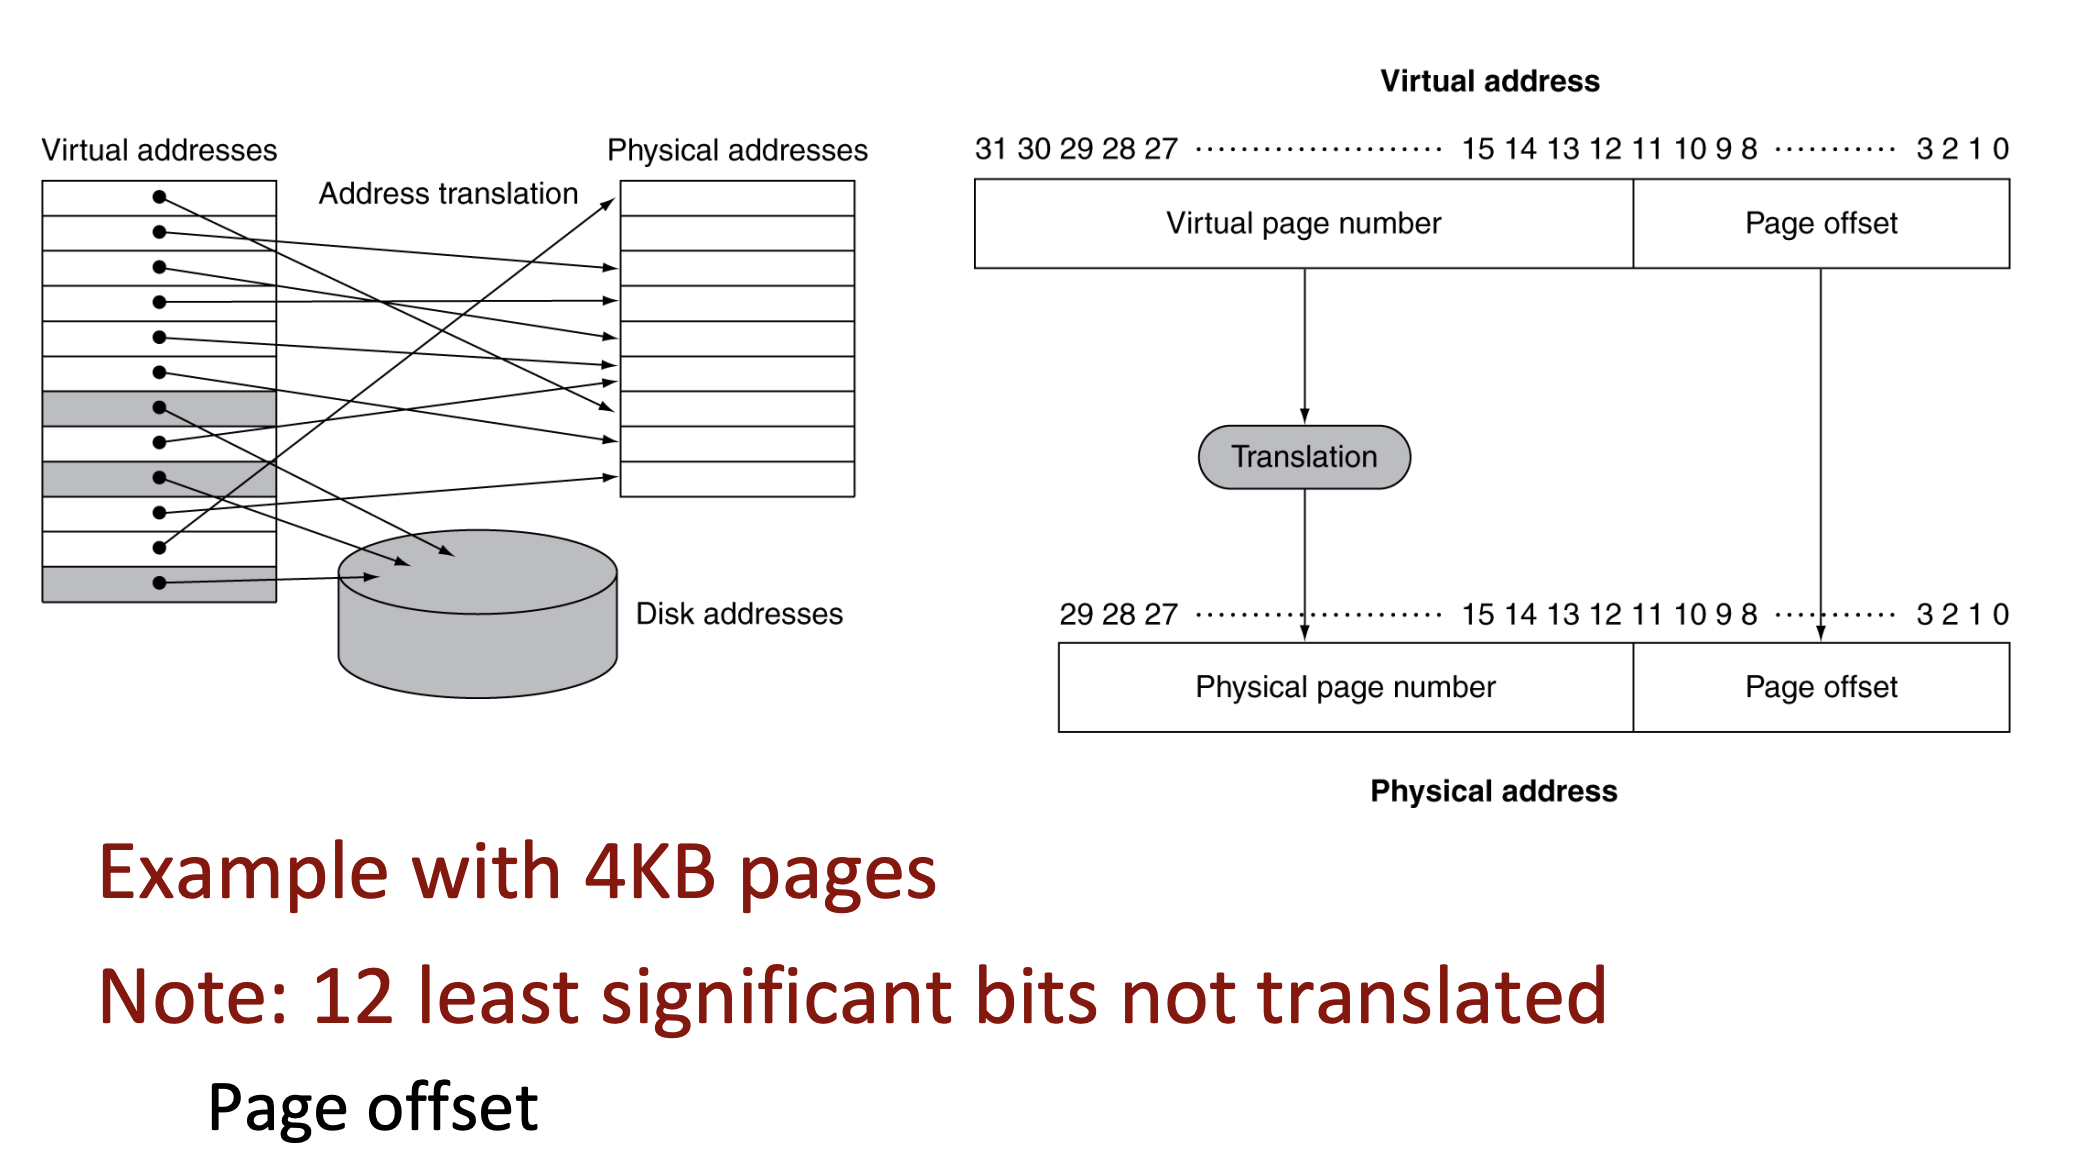 Virtual addresses
Address translation
Physical addresses
Disk addresses
Virtual address
31 30 29 28 27 ······················ 15 14 13 12 11 10 9 8 ··········· 3 2 1 0
Virtual page number
Page offset
Translation
29 28 27 ······················ 15 14 13 12 11 10 9 8 ··········· 3 2 1 0
Physical page number
Page offset
Physical address
Example with 4KB pages
Note: 12 least significant bits not translated
Page offset